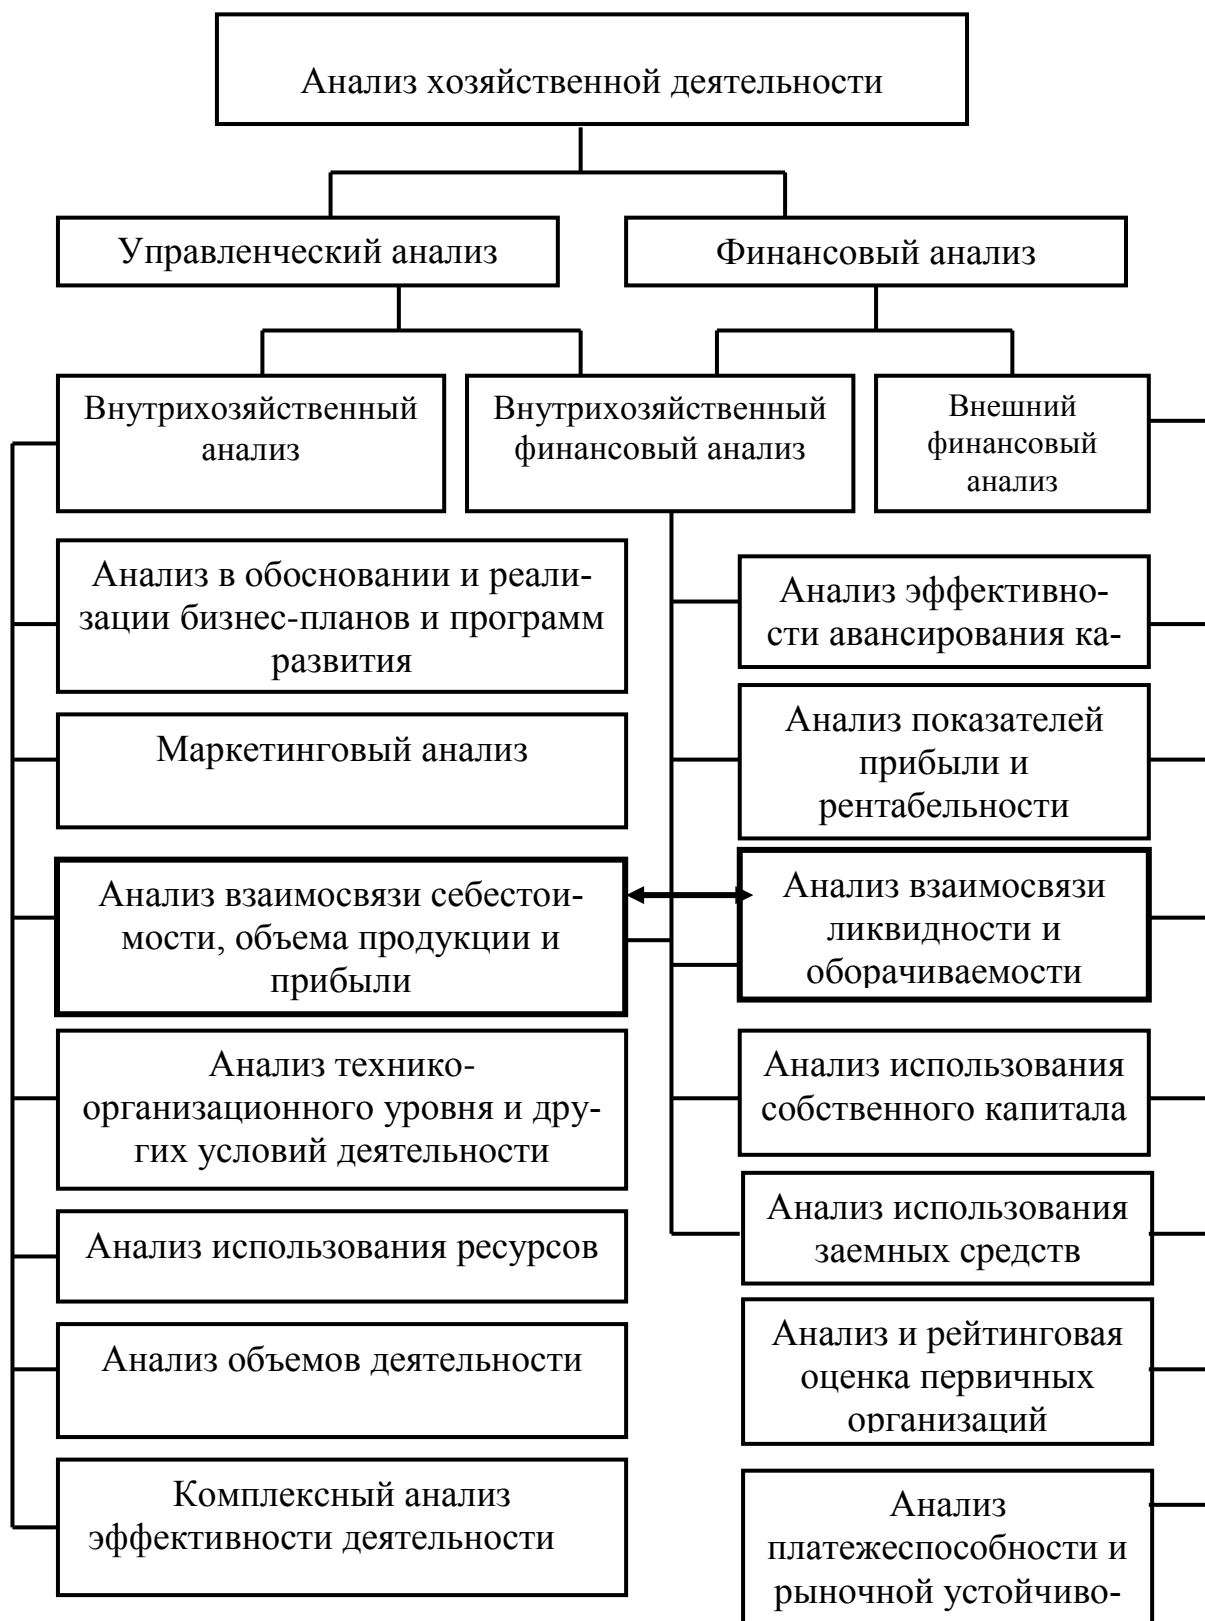 Анализ хозяйственной деятельности
Управленческий анализ
Финансовый анализ
Внутрихозяйственный
анализ
Внутрихозяйственный
финансовый анализ
Внешний
финансовый
анализ
Анализ в обосновании и реали-
зации бизнес-планов и программ
развития
Маркетинговый анализ
Анализ взаимосвязи себестои-
мости, объема продукции и
прибыли
Анализ технико-
организационного уровня и дру-
гих условий деятельности
Анализ использования ресурсов
Анализ объемов деятельности
Комплексный анализ
эффективности деятельности
Анализ эффективно-
сти авансирования ка-
Анализ показателей
прибыли и
рентабельности
Анализ взаимосвязи
ликвидности и
оборачиваемости
Анализ использования
собственного капитала
Анализ использования
заемных средств
Анализ и рейтинговая
оценка первичных
организаций
Анализ
платежеспособности и
рыночной устойчиво-